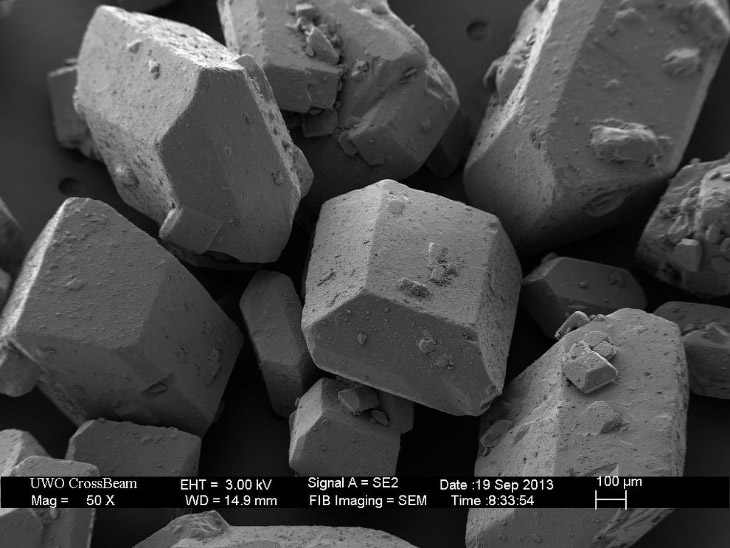 UWO CrossBeam EHT = 3.00 kV Signal A = SE2 Date :19 Sep 2013 100 µm
Mag = 50 X WD = 14.9 mm FIB Imaging = SEM Time :8:33:54